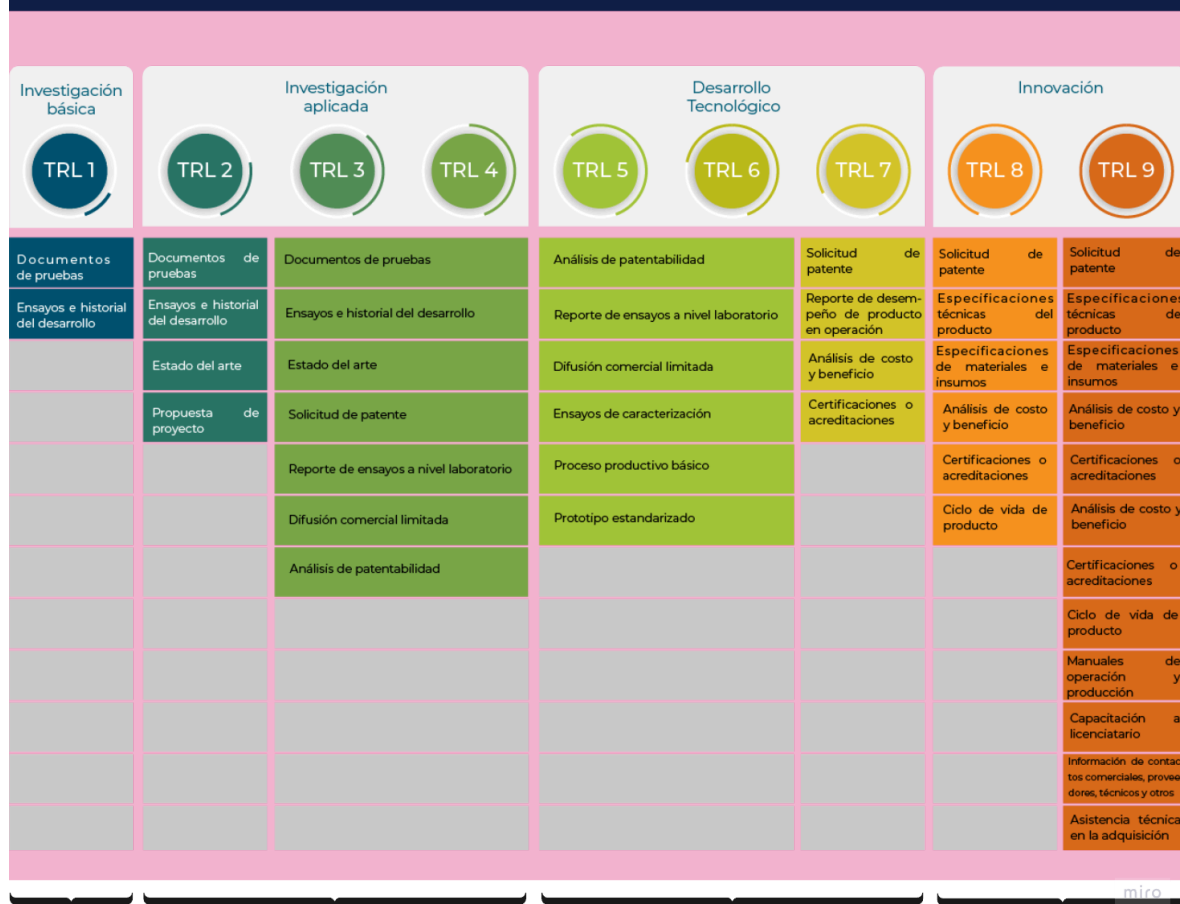 Investigación
básica
Investigación
aplicada
Desarrollo
Tecnológico
Innovación
TRL 1
TRL 2
TRL 3
TRL 4
TRL 5
TRL 6
TRL 7
TRL 8
TRL 9
Documentos
de pruebas
Ensayos e historial
del desarrollo
Documentos de
pruebas
Ensayos e historial
del desarrollo
Estado del arte
Propuesta de
proyecto
Documentos de pruebas
Ensayos e historial del desarrollo
Estado del arte
Solicitud de patente
Reporte de ensayos a nivel laboratorio
Difusión comercial limitada
Análisis de patentabilidad
Análisis de patentabilidad
Reporte de ensayos a nivel laboratorio
Difusión comercial limitada
Ensayos de caracterización
Proceso productivo básico
Prototipo estandarizado
Solicitud de
patente
Reporte de desem-
peño de producto
en operación
Análisis de costo
y beneficio
Certificaciones o
acreditaciones
Solicitud de
patente
Especificaciones
técnicas del
producto
Especificaciones
de materiales e
insumos
Análisis de costo
y beneficio
Certificaciones o
acreditaciones
Ciclo de vida de
producto
Solicitud de
patente
Especificaciones
técnicas de
producto
Especificaciones
de materiales e
insumos
Análisis de costo y
beneficio
Certificaciones o
acreditaciones
Análisis de costo y
beneficio
Certificaciones o
acreditaciones
Ciclo de vida de
producto
Manuales de
operación y
producción
Capacitación a
licenciatario
Información de contac
tos comerciales, provee
dores, técnicos y otros
Asistencia técnica
en la adquisición
miro